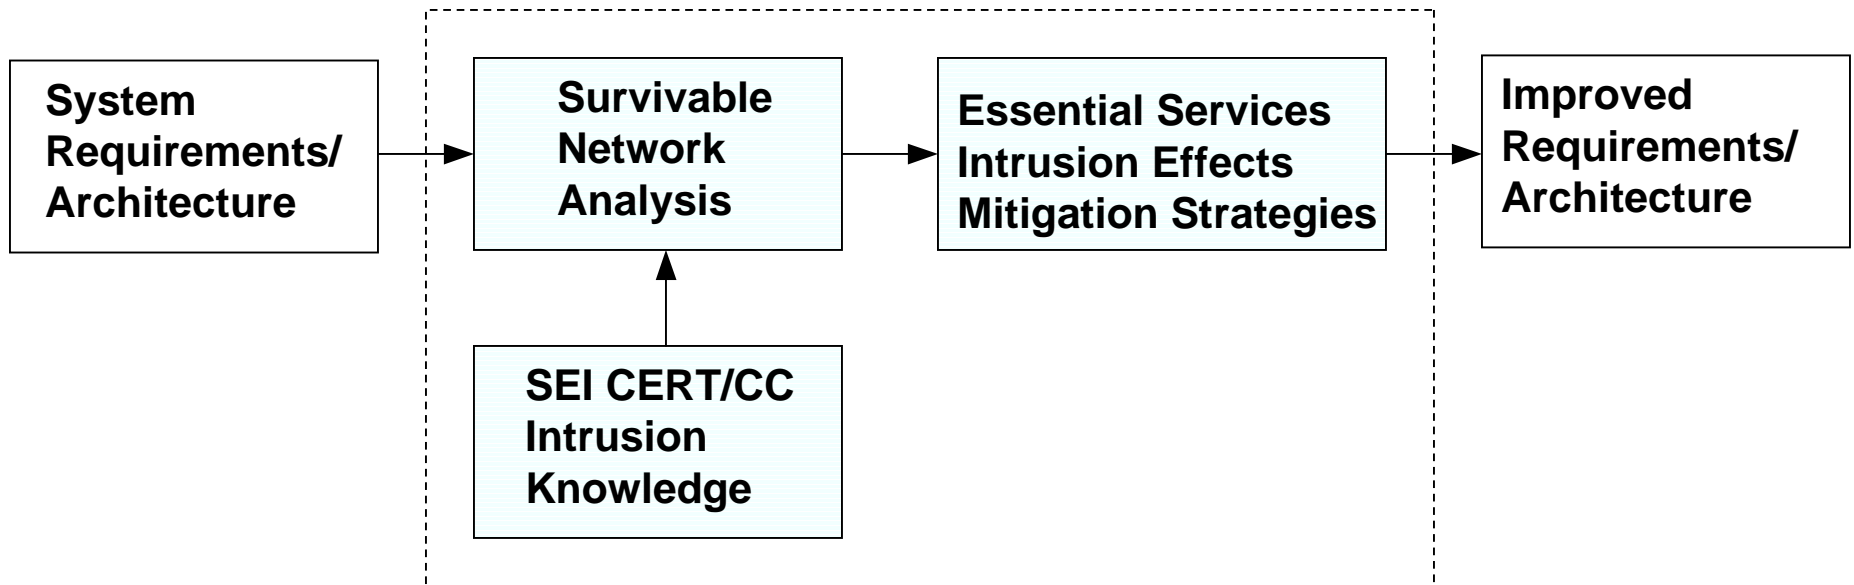 System
Requirements/
Architecture
Survivable
Network
Analysis
Essential Services
Intrusion Effects
Mitigation Strategies
Improved
Requirements/
Architecture
SEI CERT/CC
Intrusion
Knowledge